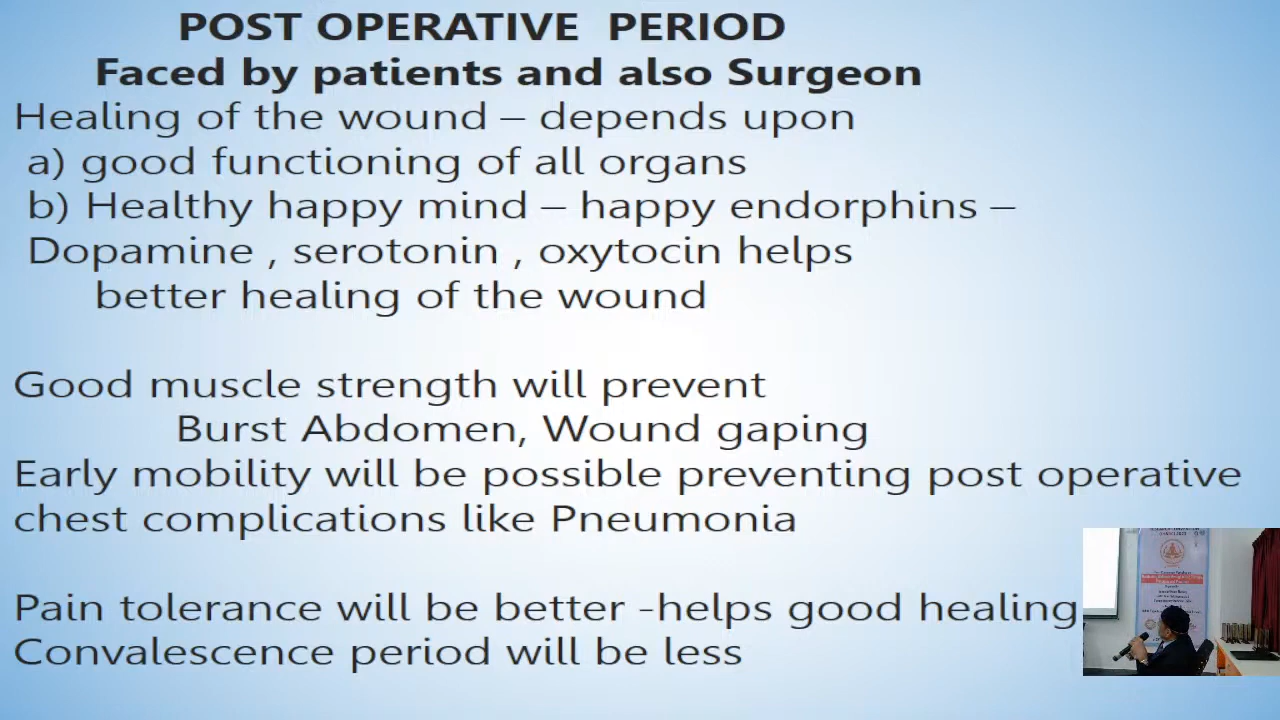 POST OPERATIVE PERIOD
Faced by patients and also Surgeon
Healing of the wound – depends upon
a) good functioning of all organs
b) Healthy happy mind – happy endorphins –
Dopamine , serotonin , oxytocin helps
better healing of the wound
Good muscle strength will prevent
Burst Abdomen, Wound gaping
Early mobility will be possible preventing post operative
chest complications like Pneumonia
Pain tolerance will be better -helps good healing
Convalescence period will be less